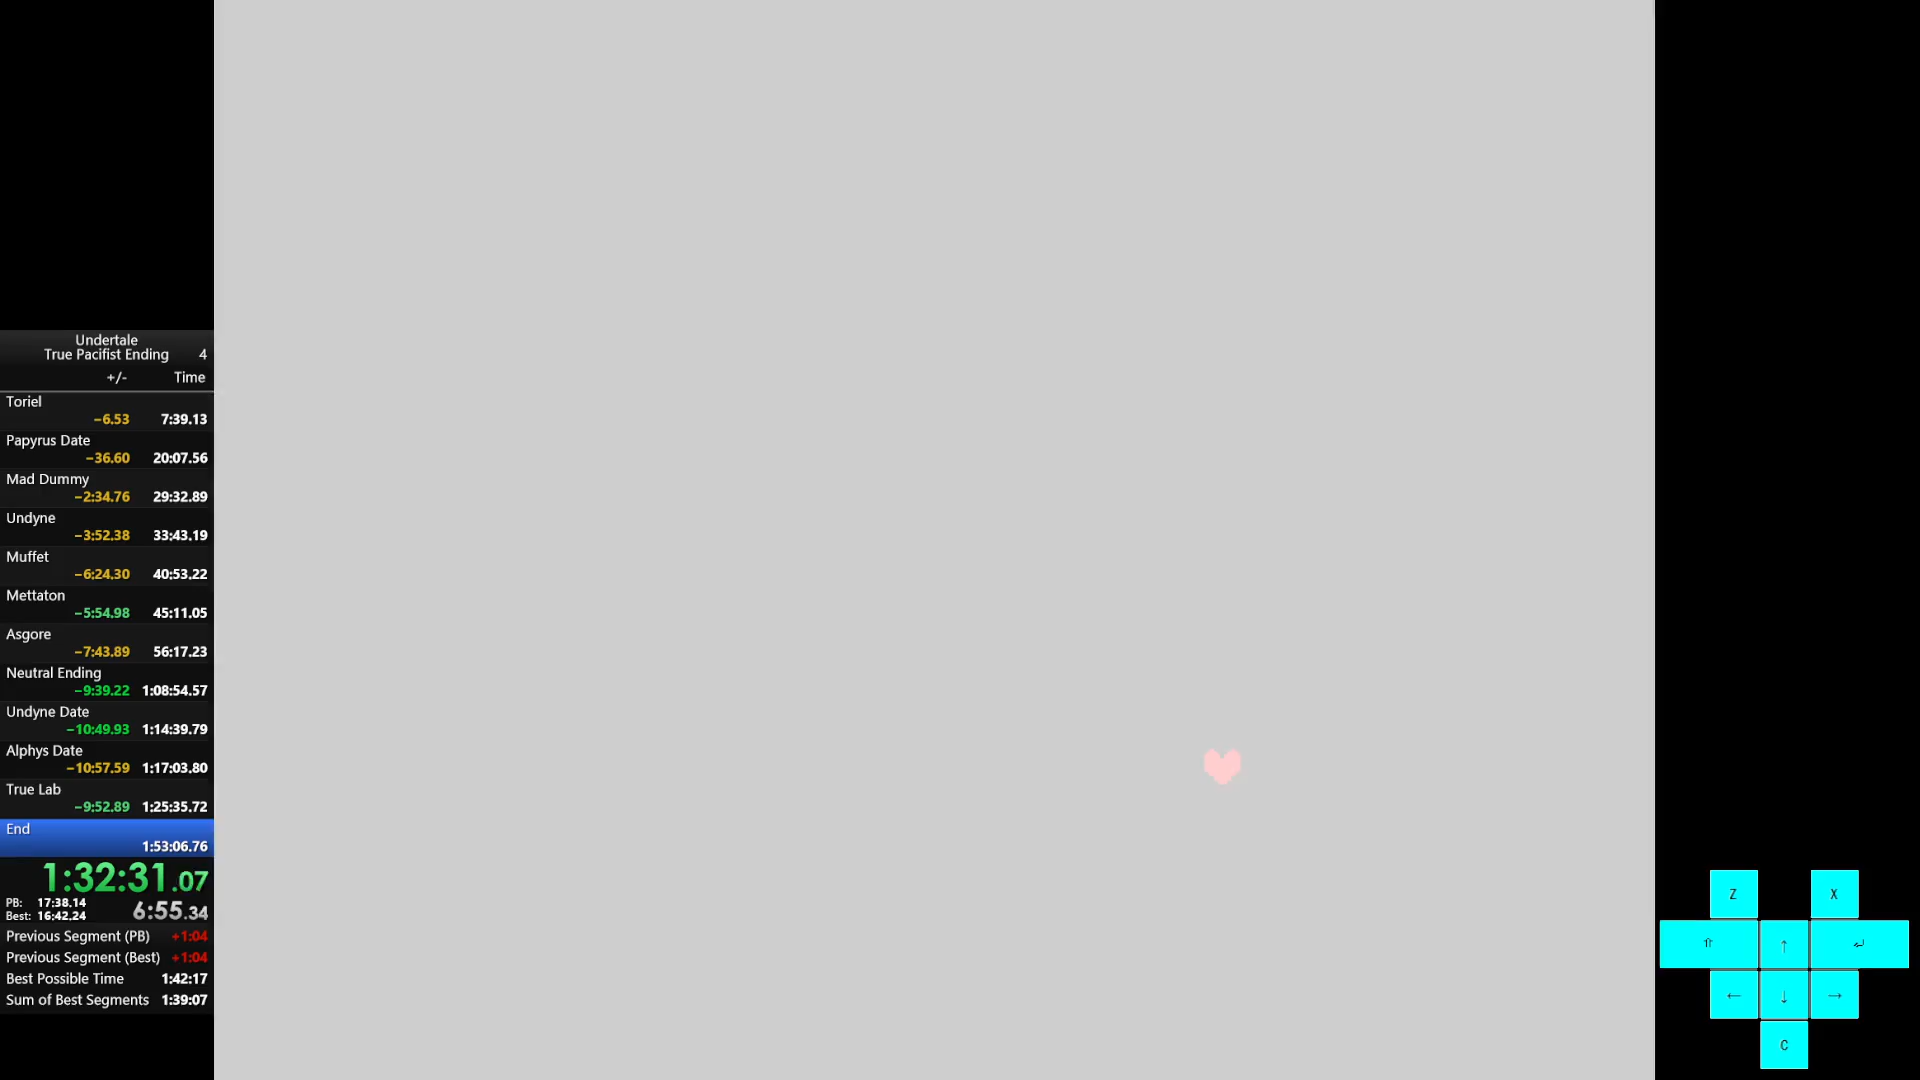 Undertale
True Pacifist Ending 4
+/- Time
Toriel
−6.53 7:39.13
Papyrus Date
−36.60 20:07.56
Mad Dummy
−2:34.76 29:32.89
Undyne
−3:52.38 33:43.19
Muffet
−6:24.30 40:53.22
Mettaton
−5:54.98 45:11.05
Asgore
−7:43.89 56:17.23
Neutral Ending
−9:39.22 1:08:54.57
Undyne Date
−10:49.93 1:14:39.79
Alphys Date
−10:57.59 1:17:03.80
True Lab
−9:52.89 1:25:35.72
End
1:53:06.76
1:32:31.07
PB: 17:38.14
Best: 16:42.24 6:55.34
Previous Segment (PB) +1:04
Previous Segment (Best) +1:04
Best Possible Time 1:42:17
Sum of Best Segments 1:39:07
Z X
⇧ ↑ ↵
← ↓ →
C